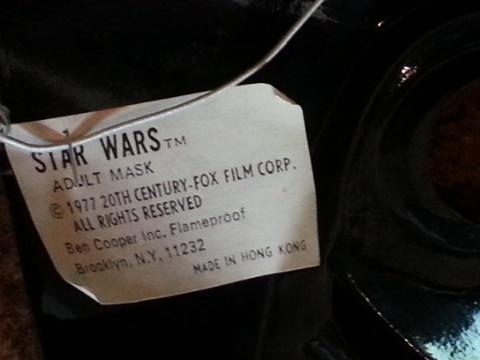 STAR WARS™
ADULT MASK
© 1977 20TH CENTURY-FOX FILM CORP.
ALL RIGHTS RESERVED
Ben Cooper Inc. Flameproof
Brooklyn, N.Y. 11232
MADE IN HONG KONG